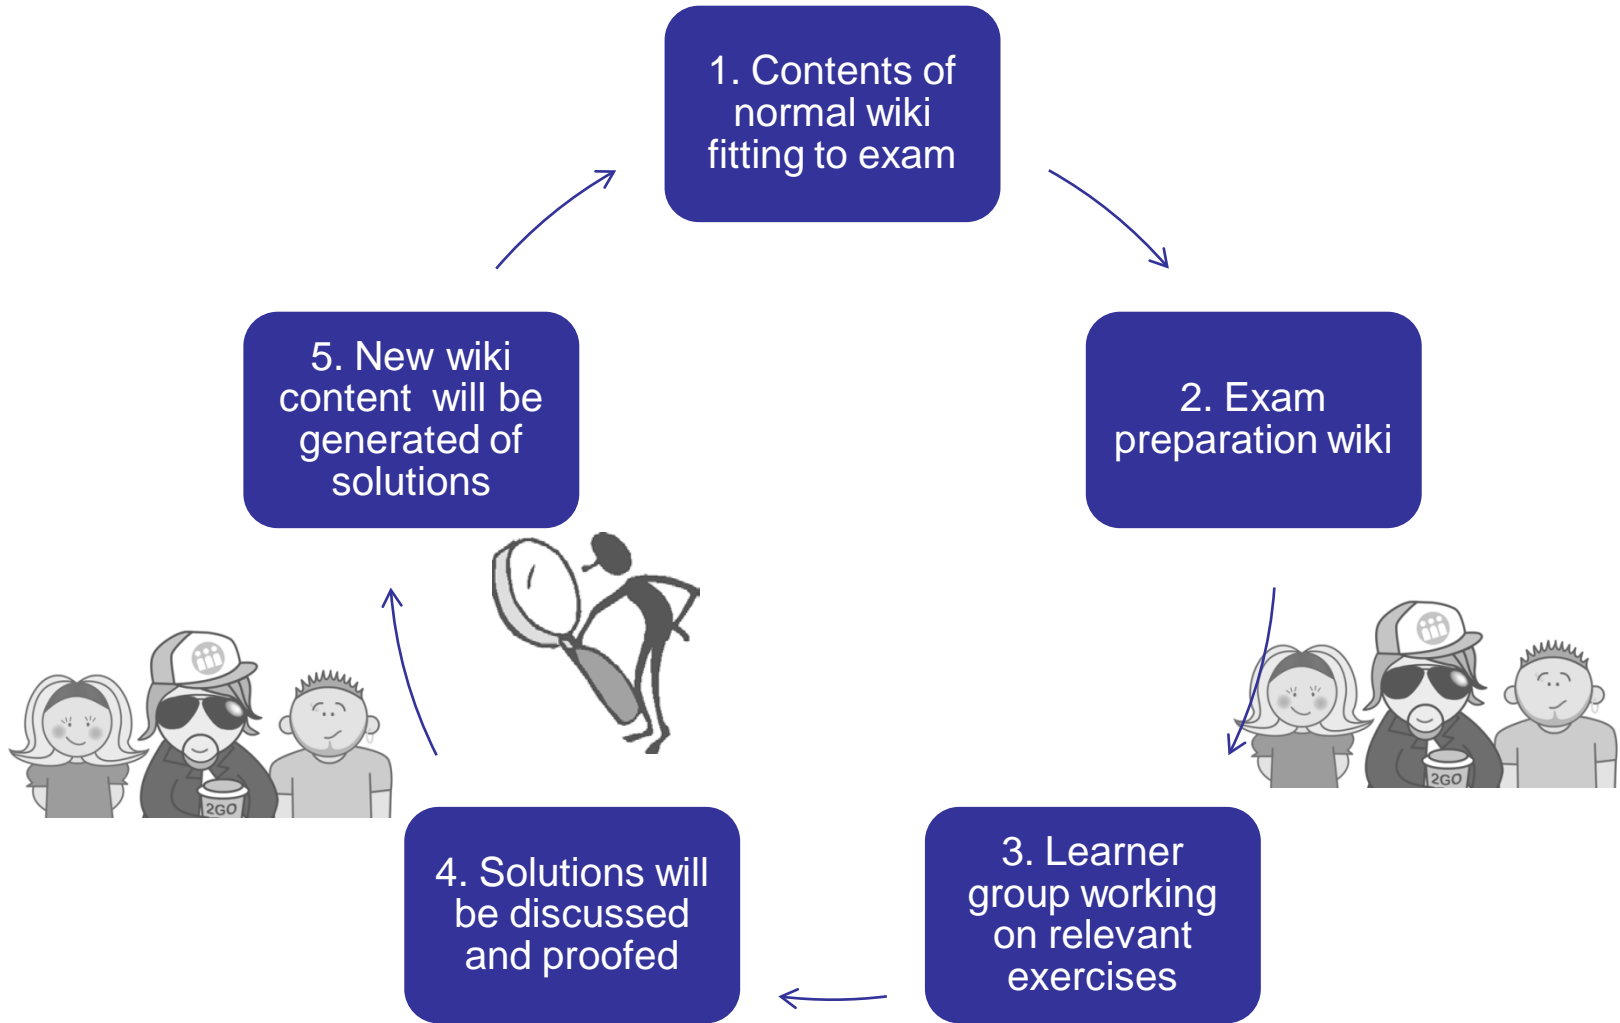 1. Contents of
normal wiki
fitting to exam
2. Exam
preparation wiki
3. Learner
group working
on relevant
exercises
4. Solutions will
be discussed
and proofed
5. New wiki
content  will be
generated of
solutions
2GO
2GO